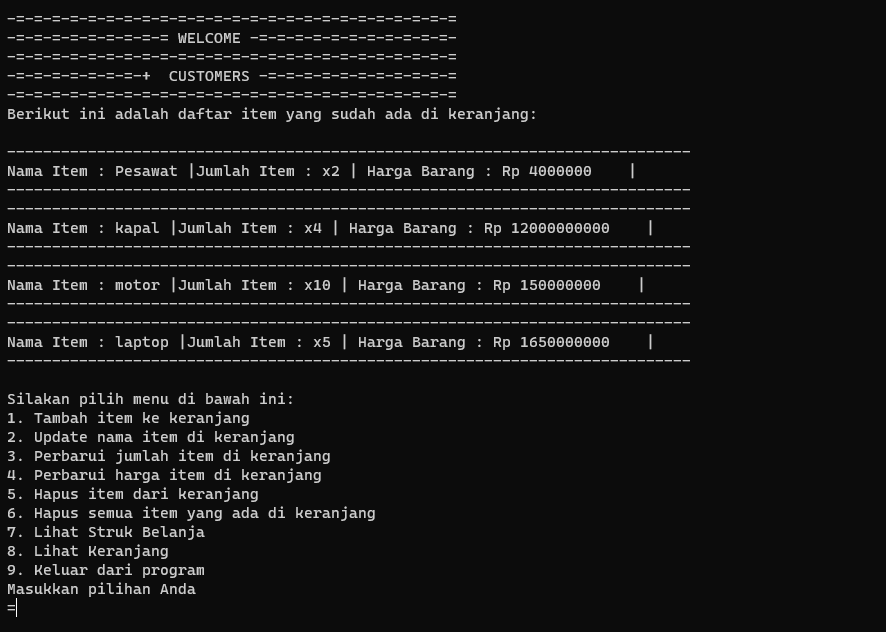 -=-=-=-=-=-=-=-=-=-=-=-=-=-=-=-=-=-=-=-=-=-=-=-=-=
-=-=-=-=-=-=-=-=-= WELCOME -=-=-=-=-=-=-=-=-=-=-=-
-=-=-=-=-=-=-=-=-=-=-=-=-=-=-=-=-=-=-=-=-=-=-=-=-=
-=-=-=-=-=-=-=-+  CUSTOMERS -=-=-=-=-=-=-=-=-=-=-=
-=-=-=-=-=-=-=-=-=-=-=-=-=-=-=-=-=-=-=-=-=-=-=-=-=
Berikut ini adalah daftar item yang sudah ada di keranjang:
----------------------------------------------------------------------------
Nama Item : Pesawat |Jumlah Item : x2 | Harga Barang : Rp 4000000    |
----------------------------------------------------------------------------
----------------------------------------------------------------------------
Nama Item : kapal |Jumlah Item : x4 | Harga Barang : Rp 12000000000    |
----------------------------------------------------------------------------
----------------------------------------------------------------------------
Nama Item : motor |Jumlah Item : x10 | Harga Barang : Rp 150000000    |
----------------------------------------------------------------------------
----------------------------------------------------------------------------
Nama Item : laptop |Jumlah Item : x5 | Harga Barang : Rp 1650000000    |
----------------------------------------------------------------------------
Silakan pilih menu di bawah ini:
1. Tambah item ke keranjang
2. Update nama item di keranjang
3. Perbarui jumlah item di keranjang
4. Perbarui harga item di keranjang
5. Hapus item dari keranjang
6. Hapus semua item yang ada di keranjang
7. Lihat Struk Belanja
8. Lihat Keranjang
9. Keluar dari program
Masukkan pilihan Anda
=